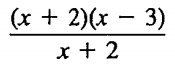 (x + 2)(x − 3)
x + 2